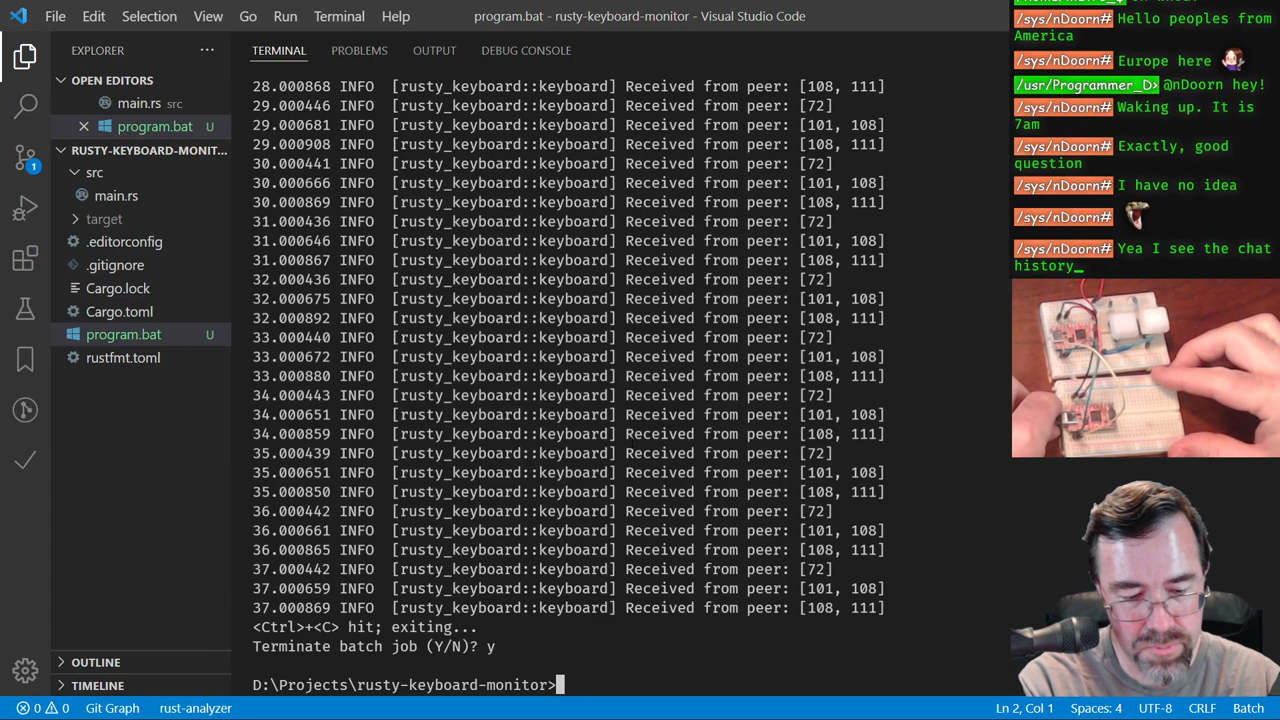 File Edit Selection View Go Run Terminal Help program.bat - rusty-keyboard-monitor - Visual Studio Code
EXPLORER
OPEN EDITORS
main.rs src
program.bat U
RUSTY-KEYBOARD-MONIT...
src
main.rs
target
.editorconfig
.gitignore
Cargo.lock
Cargo.toml
program.bat U
rustfmt.toml
OUTLINE
TIMELINE
1
TERMINAL PROBLEMS OUTPUT DEBUG CONSOLE
28.000868 INFO [rusty_keyboard::keyboard] Received from peer: [108, 111]
29.000446 INFO [rusty_keyboard::keyboard] Received from peer: [72]
INFO [rusty_keyboard::keyboard] Received from peer: [101, 108]
INFO [rusty_keyboard::keyboard] Received from peer: [108, 111]
30.000441 INFO [rusty_keyboard::keyboard] Received from peer: [72]
30.000666 INFO [rusty_keyboard::keyboard] Received from peer: [101, 108]
30.000869 INFO [rusty_keyboard::keyboard] Received from peer: [108, 111]
31.000436 INFO [rusty_keyboard::keyboard] Received from peer: [72]
31.000646 INFO [rusty_keyboard::keyboard] Received from peer: [101, 108]
INFO [rusty_keyboard::keyboard] Received from peer: [108, 111]
INFO [rusty_keyboard::keyboard] Received from peer: [72]
32.000675 INFO [rusty_keyboard::keyboard] Received from peer: [101, 108]
32.000892 INFO [rusty_keyboard::keyboard] Received from peer: [108, 111]
33.000440 INFO [rusty_keyboard::keyboard] Received from peer: [72]
33.000672 INFO [rusty_keyboard::keyboard] Received from peer: [101, 108]
33.000880 INFO [rusty_keyboard::keyboard] Received from peer: [108, 111]
34.000443 INFO [rusty_keyboard::keyboard] Received from peer: [72]
34.000651 INFO [rusty_keyboard::keyboard] Received from peer: [101, 108]
34.000859 INFO [rusty_keyboard::keyboard] Received from peer: [108, 111]
35.000439 INFO [rusty_keyboard::keyboard] Received from peer: [72]
35.000651 INFO [rusty_keyboard::keyboard] Received from peer: [101, 108]
35.000850 INFO [rusty_keyboard::keyboard] Received from peer: [108, 111]
36.000442 INFO [rusty_keyboard::keyboard] Received from peer: [72]
36.000661 INFO [rusty_keyboard::keyboard] Received from peer: [101, 108]
36.000865 INFO [rusty_keyboard::keyboard] Received from peer: [108, 111]
37.000442 INFO [rusty_keyboard::keyboard] Received from peer: [72]
37.000659 INFO [rusty_keyboard::keyboard] Received from peer: [101, 108]
37.000869 INFO [rusty_keyboard::keyboard] Received from peer: [108, 111]
<Ctrl>+<C> hit; exiting...
Terminate batch job (Y/N)? y
D:\Projects\rusty-keyboard-monitor>
/sys/nDoorn# Hello peoples from
America
/sys/nDoorn# Europe here
/usr/Programmer_D> @nDoorn hey!
/sys/nDoorn# Waking up. It is
7am
/sys/nDoorn# Exactly, good
question
/sys/nDoorn# I have no idea
/sys/nDoorn#
/sys/nDoorn# Yea I see the chat
history_
0 0 Git Graph rust-analyzer Ln 2, Col 1 Spaces: 4 UTF-8 CRLF Batch